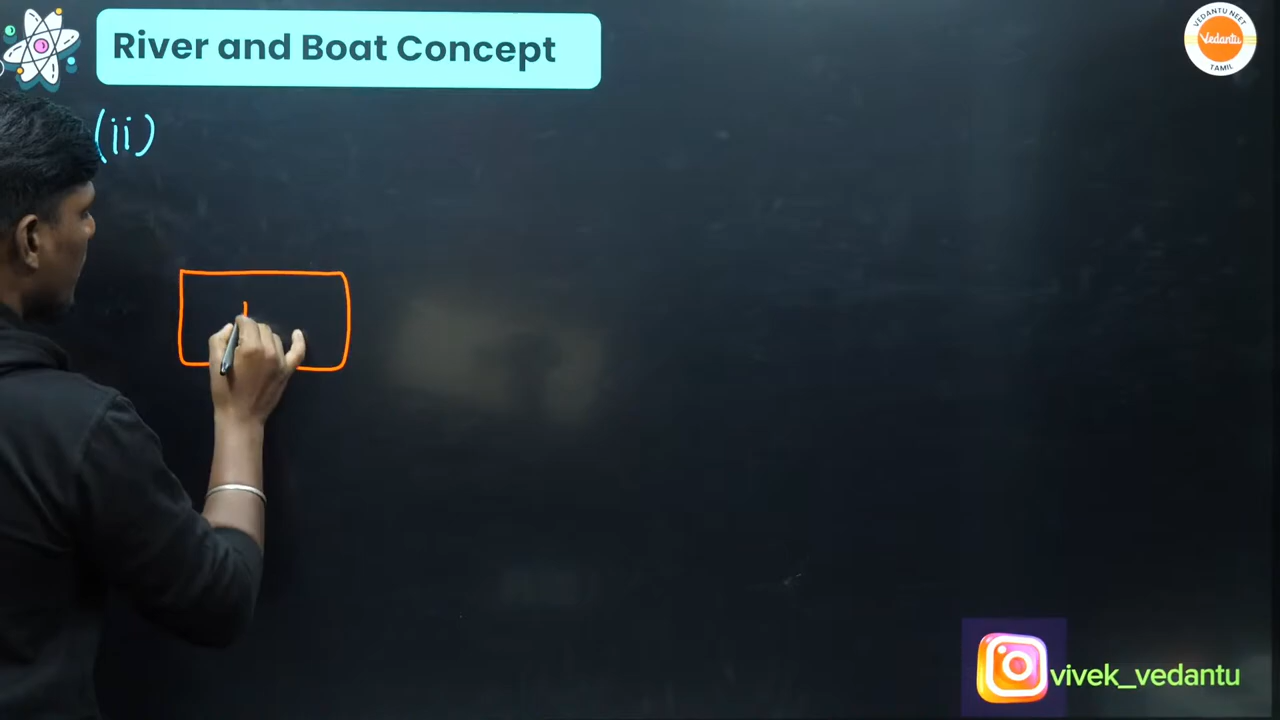 River and Boat Concept
VEDANTU NEET
Vedantu
TAMIL
(ii)
vivek_vedantu